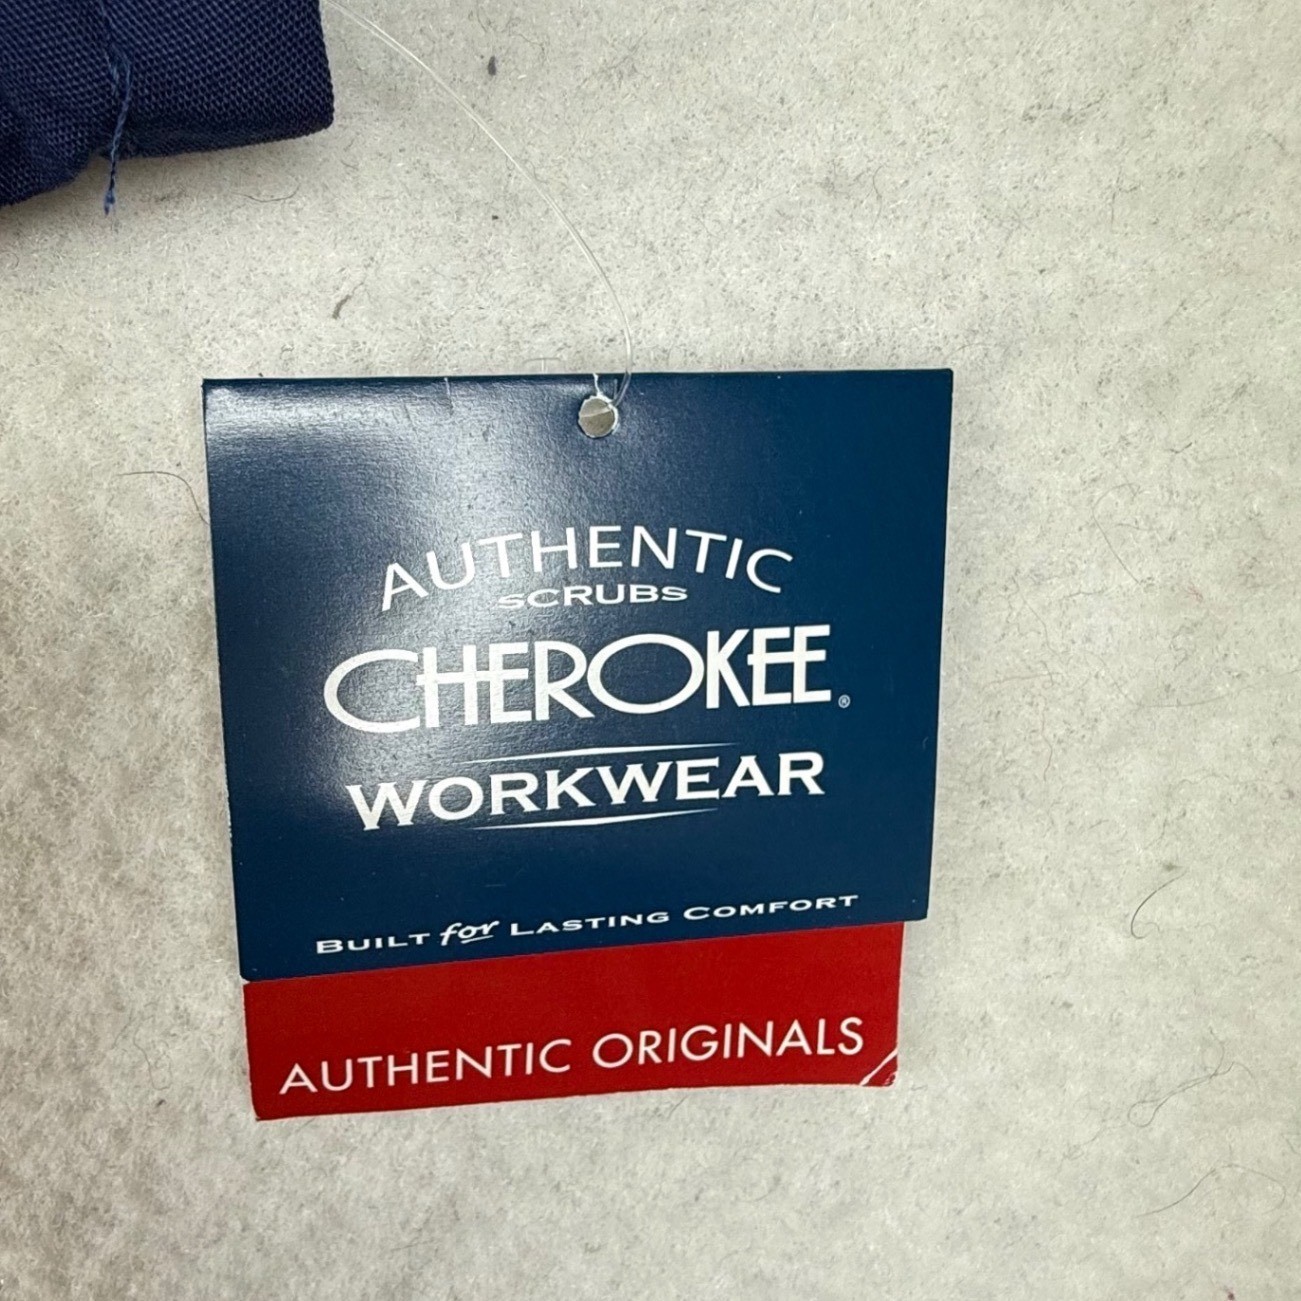 AUTHENTIC
SCRUBS
CHEROKEE®
WORKWEAR
BUILT for LASTING COMFORT
AUTHENTIC ORIGINALS